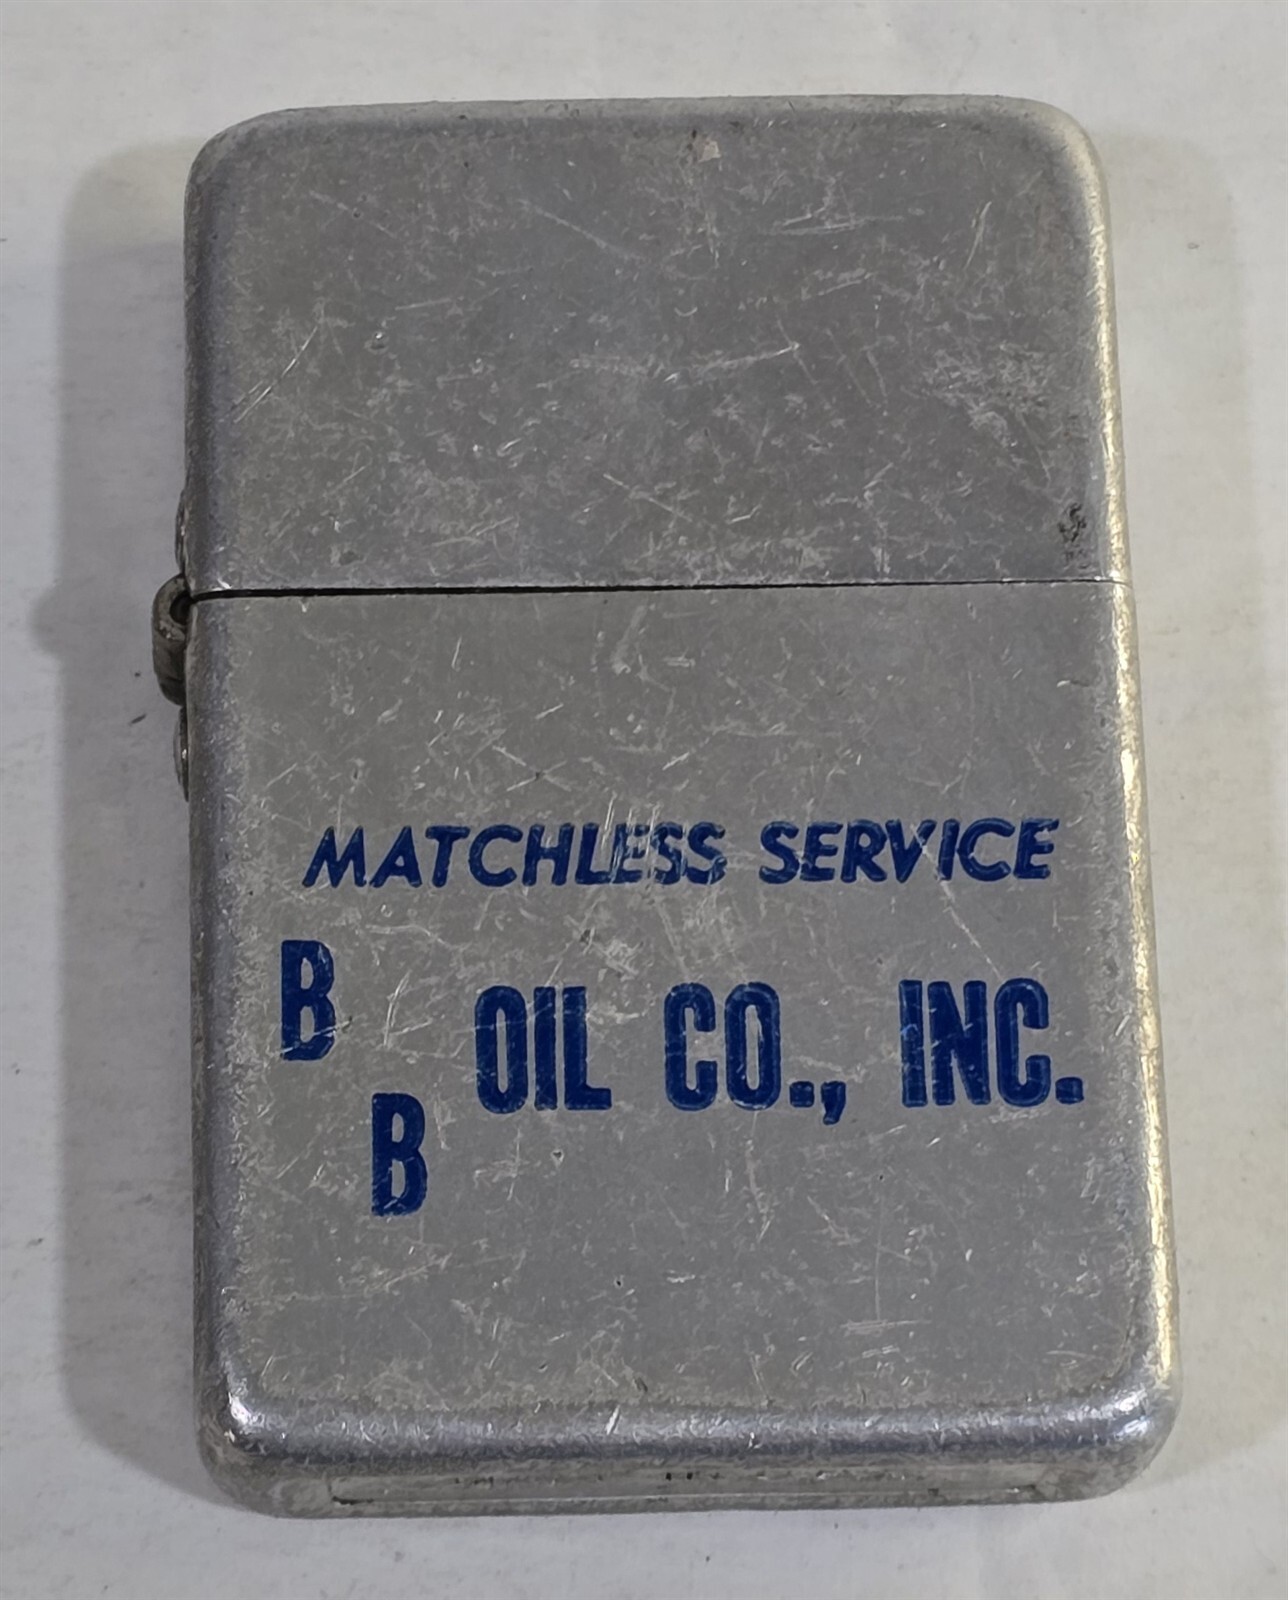 MATCHLESS SERVICE
B OIL CO., INC.
B